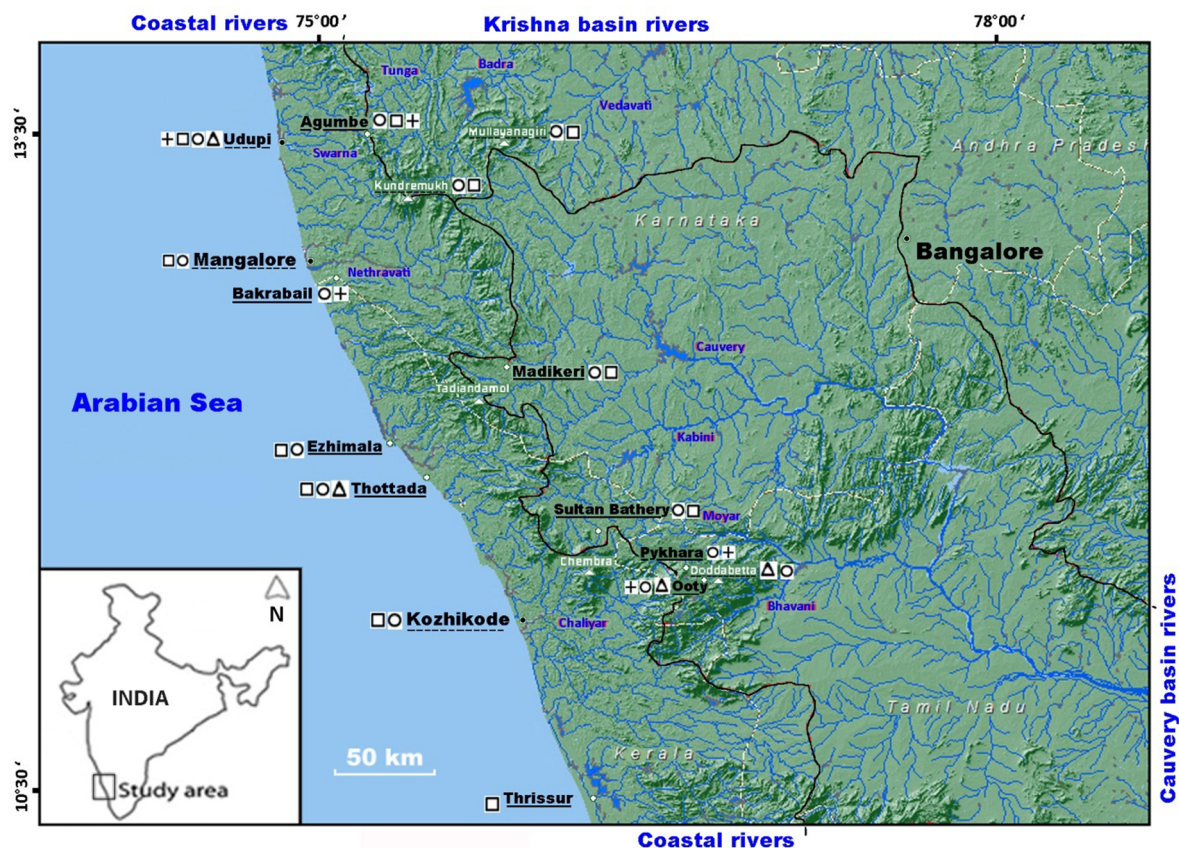 Coastal rivers
Krishna basin rivers
75°00′
78°00′
Tunga
Badra
Vedavati
13°30′
Agumbe
Mullayanagiri
Udupi
Swarna
Andhra Pradesh
Kundremukh
Karnataka
Mangalore
Bangalore
Nethravati
Bakrabail
Cauvery
Madikeri
Tadiandamol
Arabian Sea
Kabini
Ezhimala
Thottada
Sultan Bathery
Moyar
Pykhara
Chembra
Doddabetta
Ooty
Bhavani
Kozhikode
Chaliyar
N
INDIA
Study area
Tamil Nadu
Kerala
50 km
Cauvery basin rivers
10°30′
Thrissur
Coastal rivers